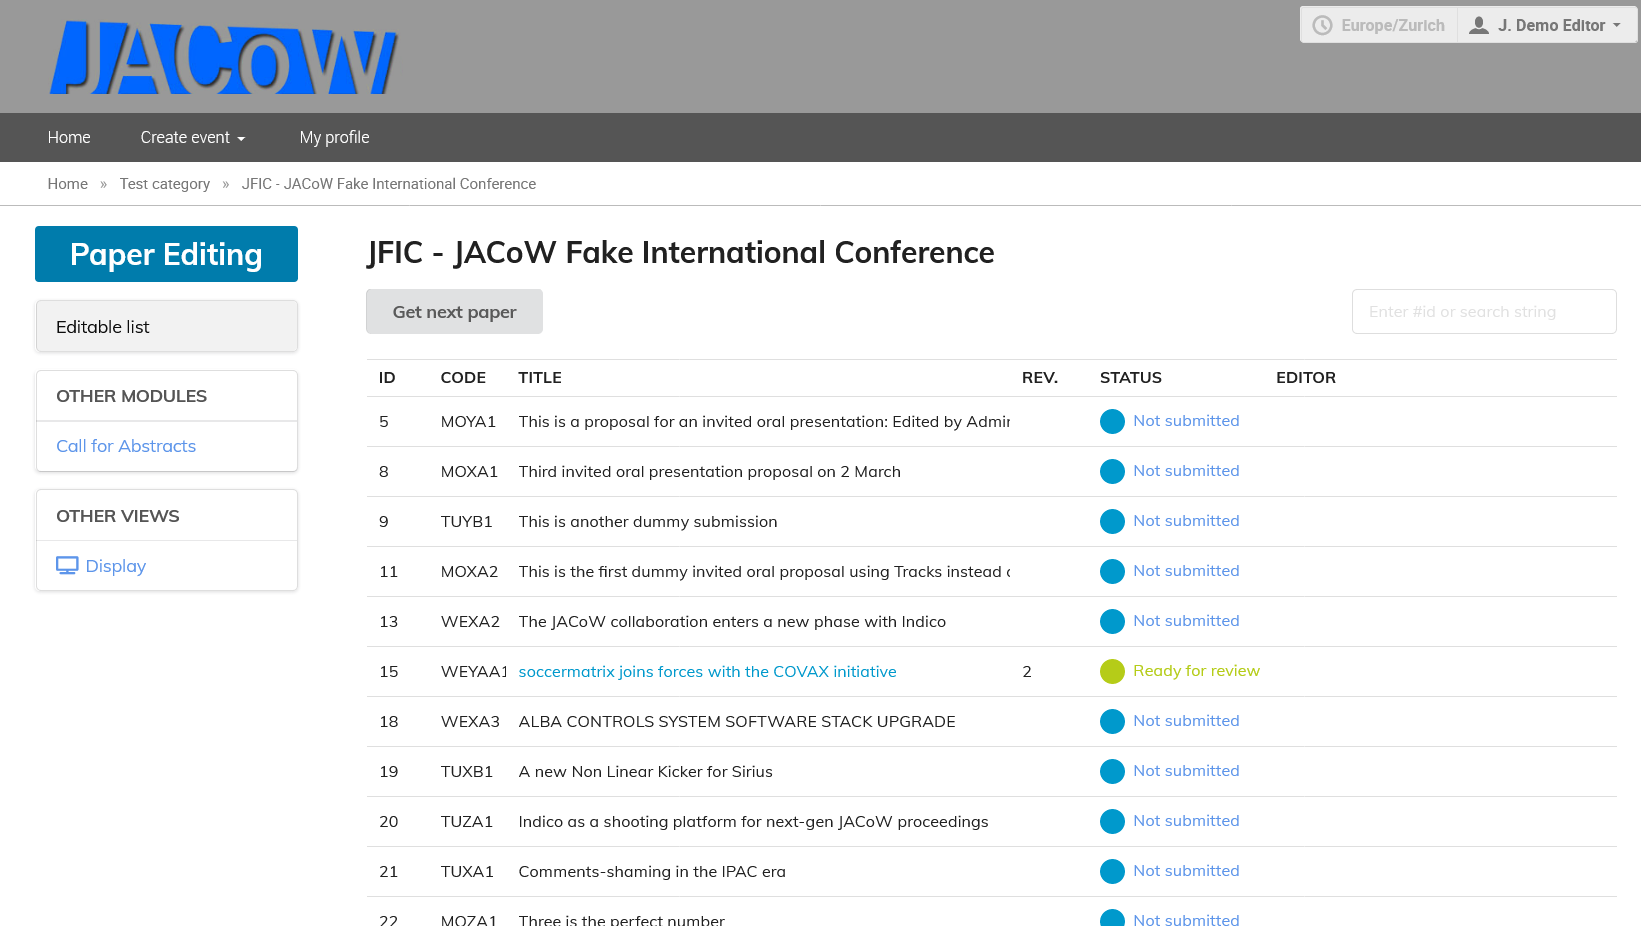 JACoW
Europe/Zurich J. Demo Editor
Home Create event My profile
Home » Test category » JFIC - JACoW Fake International Conference
Paper Editing
Editable list
OTHER MODULES
Call for Abstracts
OTHER VIEWS
Display
JFIC - JACoW Fake International Conference
Get next paper
Enter #id or search string
ID CODE TITLE REV. STATUS EDITOR
5 MOYA1 This is a proposal for an invited oral presentation: Edited by Admin Not submitted
8 MOXA1 Third invited oral presentation proposal on 2 March Not submitted
9 TUYB1 This is another dummy submission Not submitted
11 MOXA2 This is the first dummy invited oral proposal using Tracks instead Not submitted
13 WEXA2 The JACoW collaboration enters a new phase with Indico Not submitted
15 WEYAA1 soccermatrix joins forces with the COVAX initiative 2 Ready for review
18 WEXA3 ALBA CONTROLS SYSTEM SOFTWARE STACK UPGRADE Not submitted
19 TUXB1 A new Non Linear Kicker for Sirius Not submitted
20 TUZA1 Indico as a shooting platform for next-gen JACoW proceedings Not submitted
21 TUXA1 Comments-shaming in the IPAC era Not submitted
22 MOZA1 Three is the perfect number Not submitted